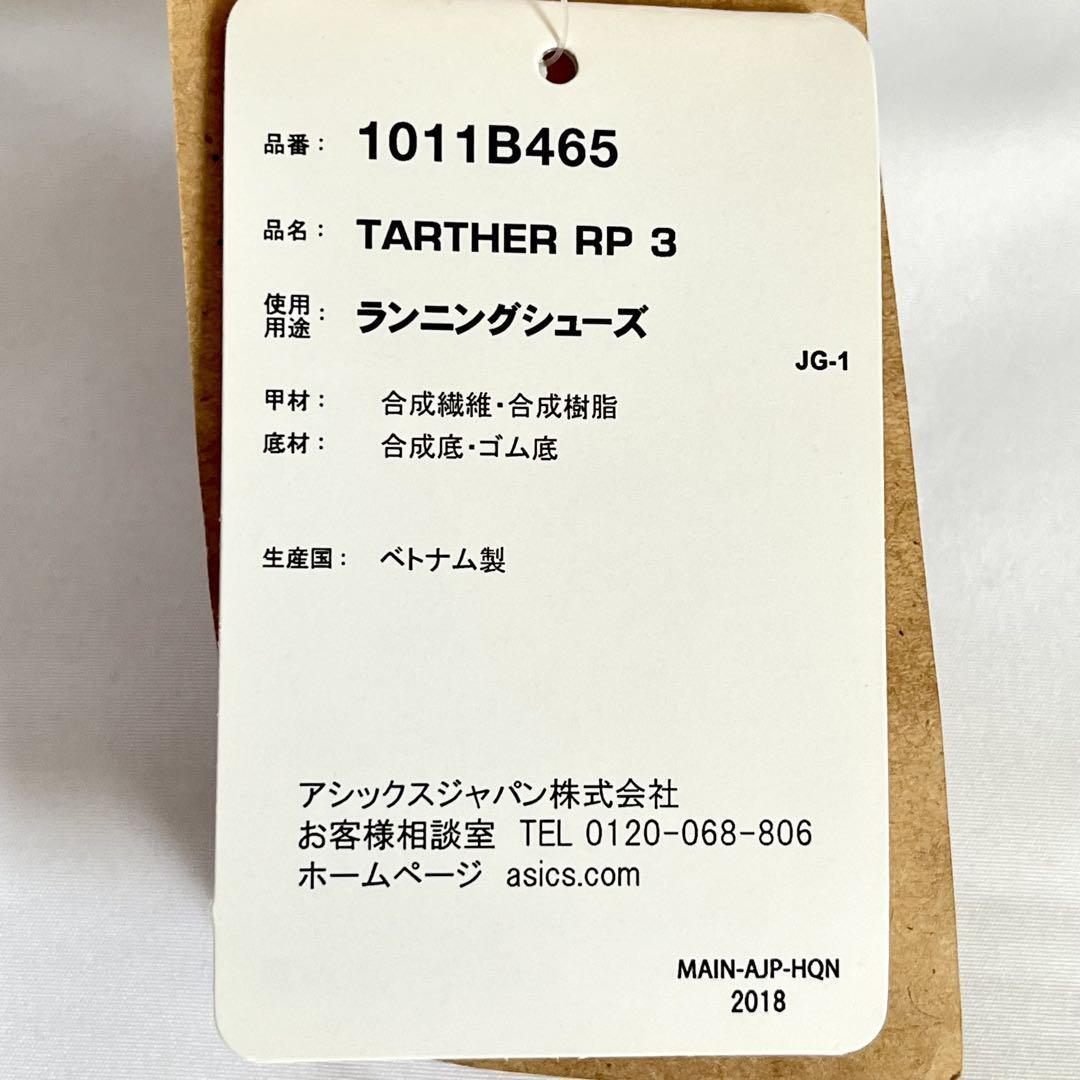 品番： 1011B465
品名： TARTHER RP 3
使用用途： ランニングシューズ
JG-1
甲材： 合成繊維・合成樹脂
底材： 合成底・ゴム底
生産国： ベトナム製
アシックスジャパン株式会社
お客様相談室 TEL 0120-068-806
ホームページ asics.com
MAIN-AJP-HQN
2018